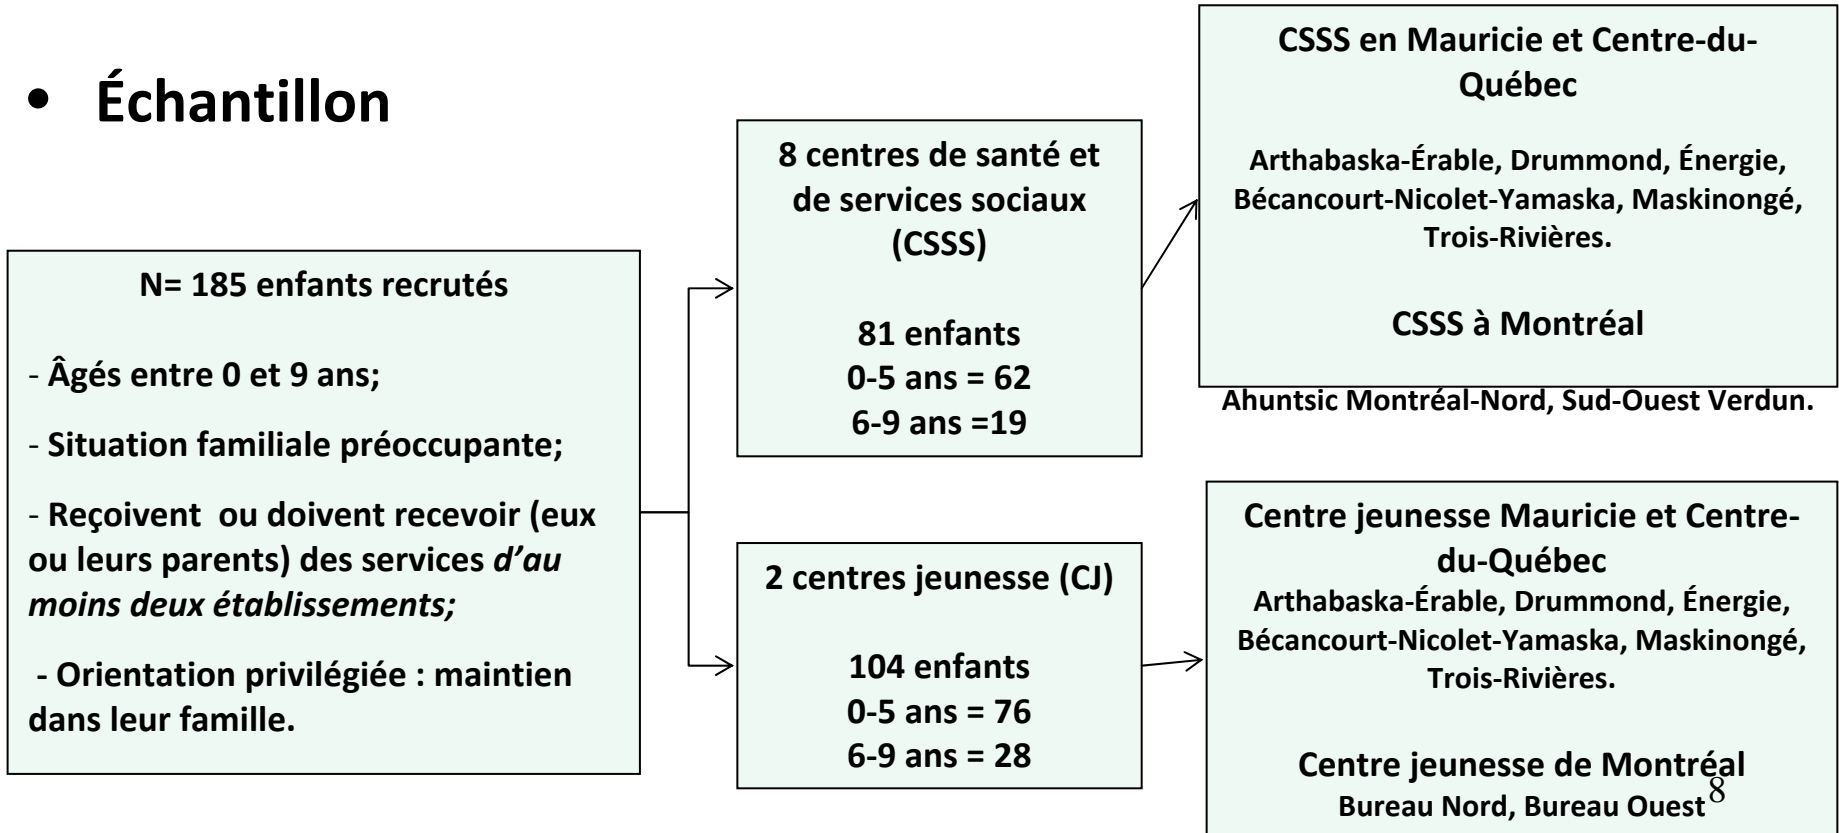 • Échantillon
N= 185 enfants recrutés
- Âgés entre 0 et 9 ans;
- Situation familiale préoccupante;
- Reçoivent ou doivent recevoir (eux
ou leurs parents) des services d’au
moins deux établissements;
- Orientation privilégiée : maintien
dans leur famille.
8 centres de santé et
de services sociaux
(CSSS)
81 enfants
0-5 ans = 62
6-9 ans =19
2 centres jeunesse (CJ)
104 enfants
0-5 ans = 76
6-9 ans = 28
CSSS en Mauricie et Centre-du-
Québec
Arthabaska-Érable, Drummond, Énergie,
Bécancourt-Nicolet-Yamaska, Maskinongé,
Trois-Rivières.
CSSS à Montréal
Ahuntsic Montréal-Nord, Sud-Ouest Verdun.
Centre jeunesse Mauricie et Centre-
du-Québec
Arthabaska-Érable, Drummond, Énergie,
Bécancourt-Nicolet-Yamaska, Maskinongé,
Trois-Rivières.
Centre jeunesse de Montréal
Bureau Nord, Bureau Ouest
8